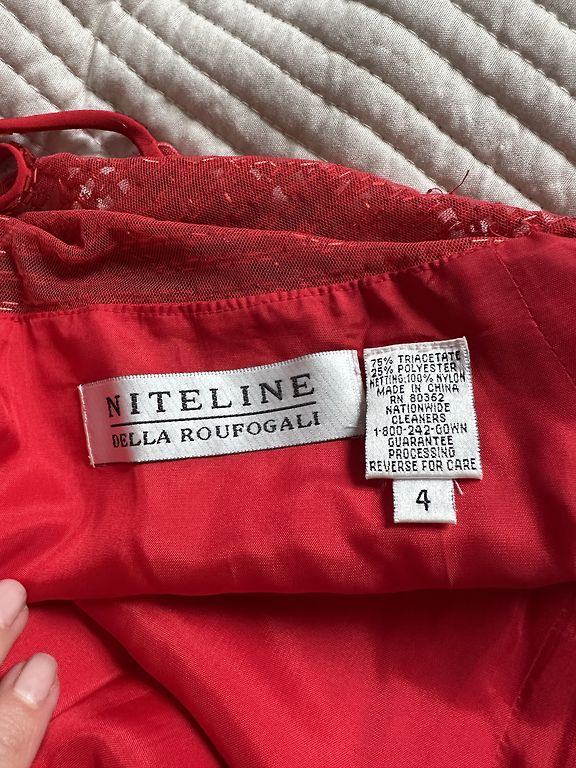 NITELINE
DELLA ROUFOGALI
75% TRIACETATE
25% POLYESTER
NETTING:100% NYLON
MADE IN CHINA
RN 80362
NATIONWIDE
CLEANERS
1-800-242-GOWN
GUARANTEE
PROCESSING
REVERSE FOR CARE
4